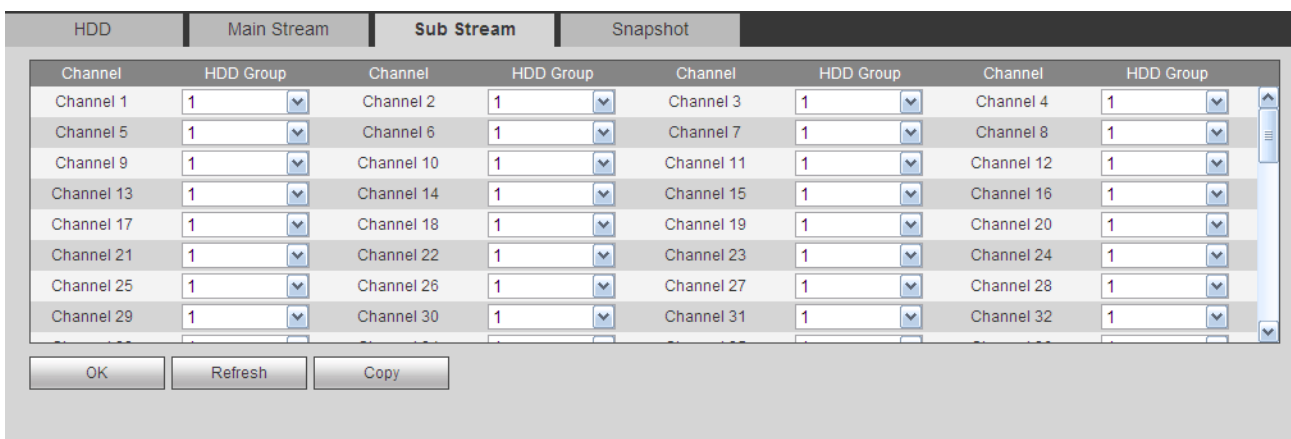 HDD Main Stream Sub Stream Snapshot
Channel HDD Group Channel HDD Group Channel HDD Group Channel HDD Group
Channel 1 1 Channel 2 1 Channel 3 1 Channel 4 1
Channel 5 1 Channel 6 1 Channel 7 1 Channel 8 1
Channel 9 1 Channel 10 1 Channel 11 1 Channel 12 1
Channel 13 1 Channel 14 1 Channel 15 1 Channel 16 1
Channel 17 1 Channel 18 1 Channel 19 1 Channel 20 1
Channel 21 1 Channel 22 1 Channel 23 1 Channel 24 1
Channel 25 1 Channel 26 1 Channel 27 1 Channel 28 1
Channel 29 1 Channel 30 1 Channel 31 1 Channel 32 1
OK Refresh Copy